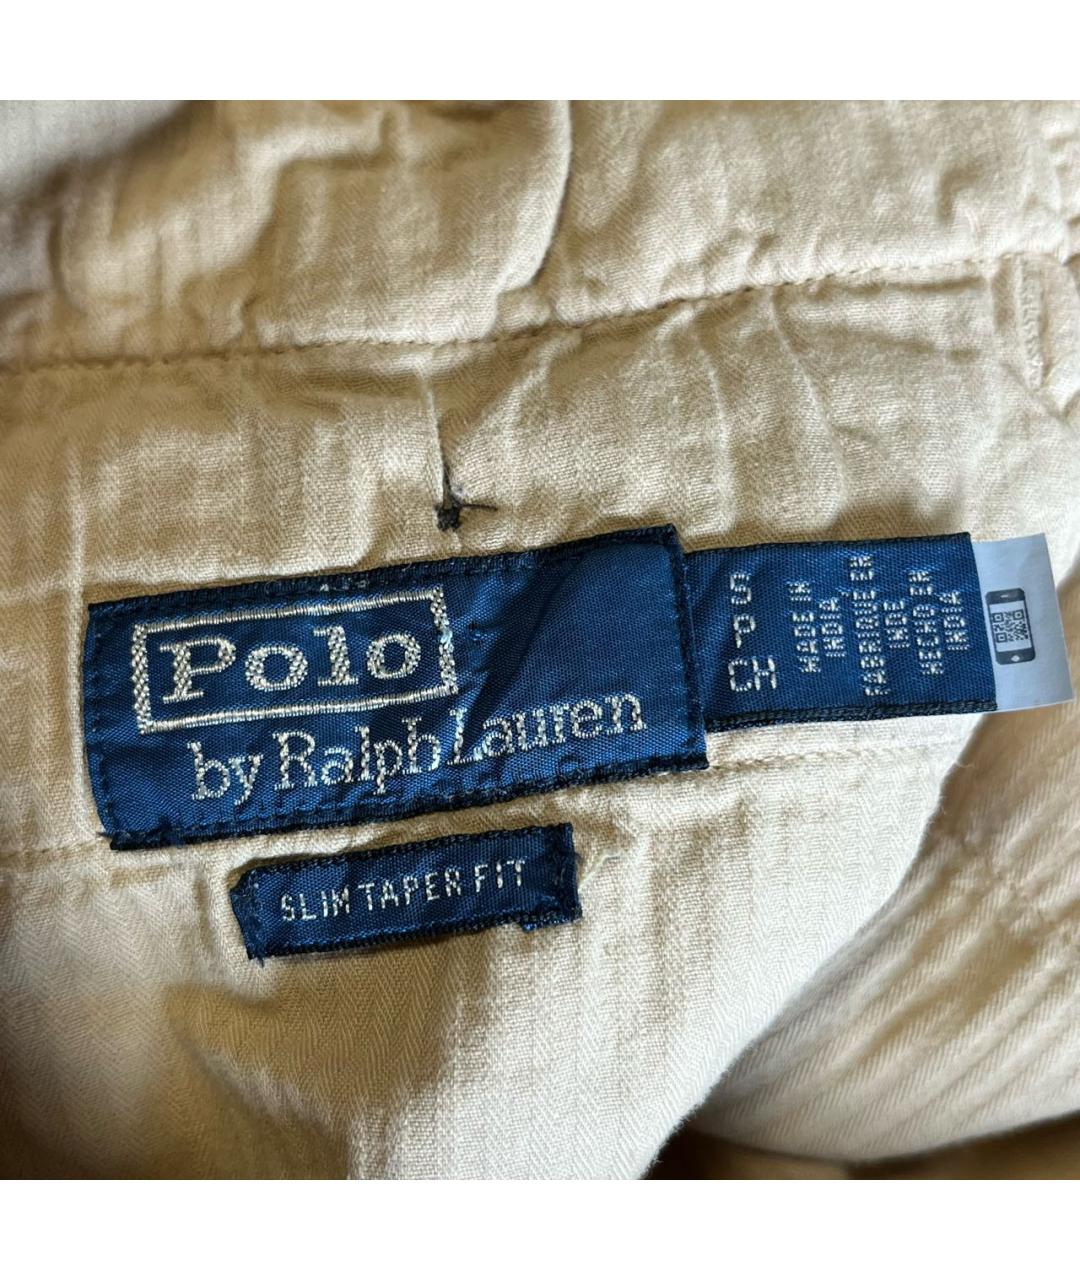 Polo
by Ralph Lauren
SLIM TAPER FIT
S
P
CH
MADE IN
INDIA
FABRIQUE EN
INDE
HECHO EN
INDIA